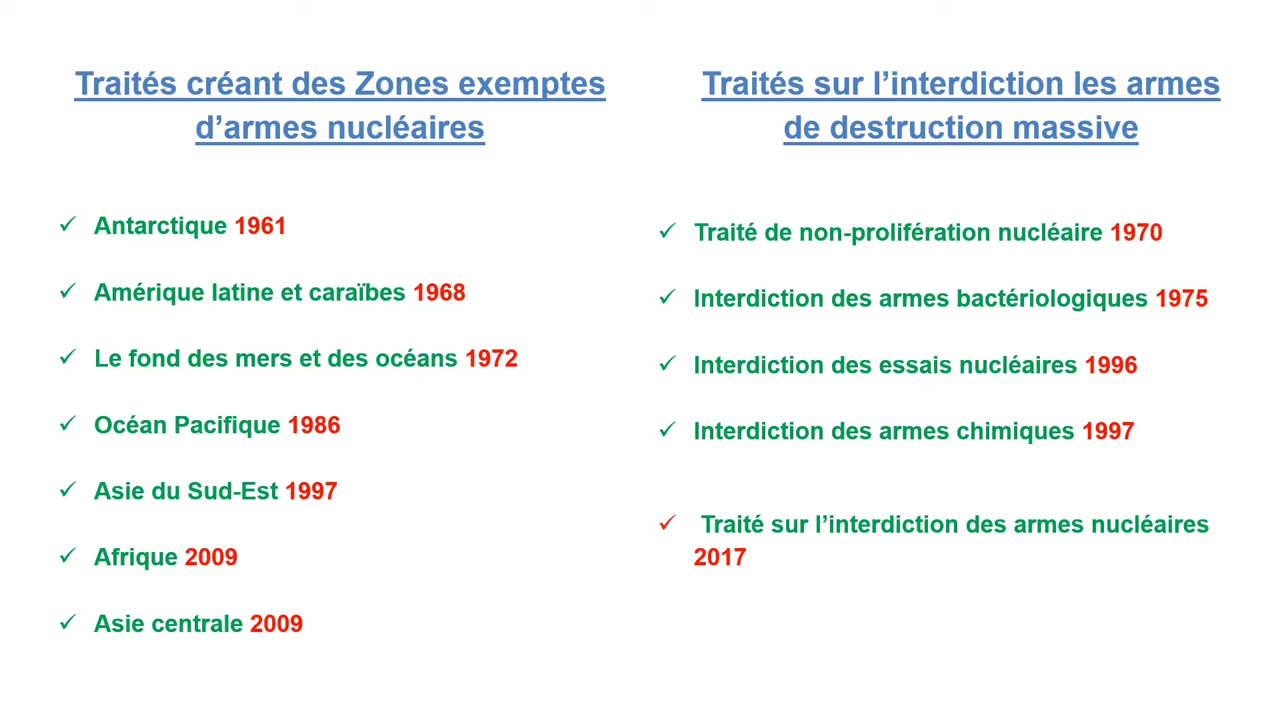 Traités créant des Zones exemptes
d’armes nucléaires
Antarctique 1961
Amérique latine et caraïbes 1968
Le fond des mers et des océans 1972
Océan Pacifique 1986
Asie du Sud-Est 1997
Afrique 2009
Asie centrale 2009
Traités sur l’interdiction les armes
de destruction massive
Traité de non-prolifération nucléaire 1970
Interdiction des armes bactériologiques 1975
Interdiction des essais nucléaires 1996
Interdiction des armes chimiques 1997
Traité sur l’interdiction des armes nucléaires
2017